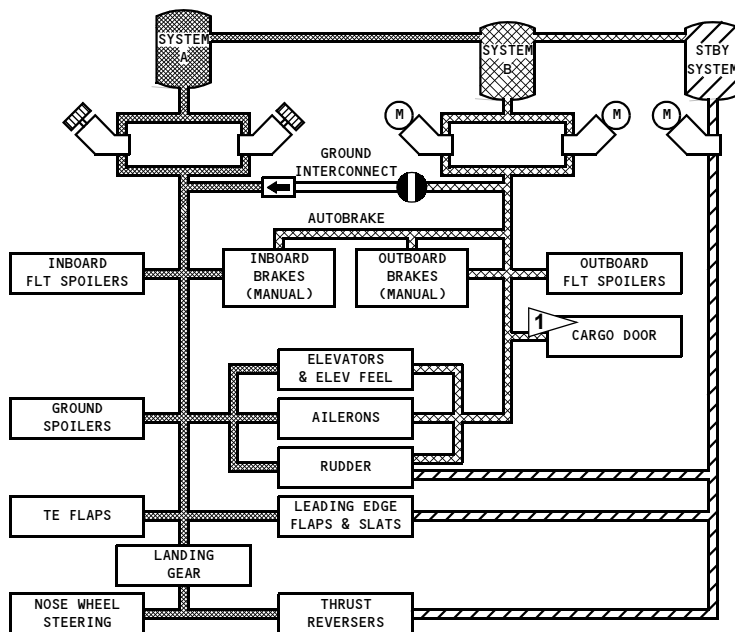 SYSTEM
A
SYSTEM
B
STBY
SYSTEM
M
M
M
GROUND
INTERCONNECT
AUTOBRAKE
INBOARD
FLT SPOILERS
INBOARD
BRAKES
(MANUAL)
OUTBOARD
BRAKES
(MANUAL)
OUTBOARD
FLT SPOILERS
1
CARGO DOOR
ELEVATORS
& ELEV FEEL
GROUND
SPOILERS
AILERONS
RUDDER
TE FLAPS
LEADING EDGE
FLAPS & SLATS
LANDING
GEAR
NOSE WHEEL
STEERING
THRUST
REVERSERS